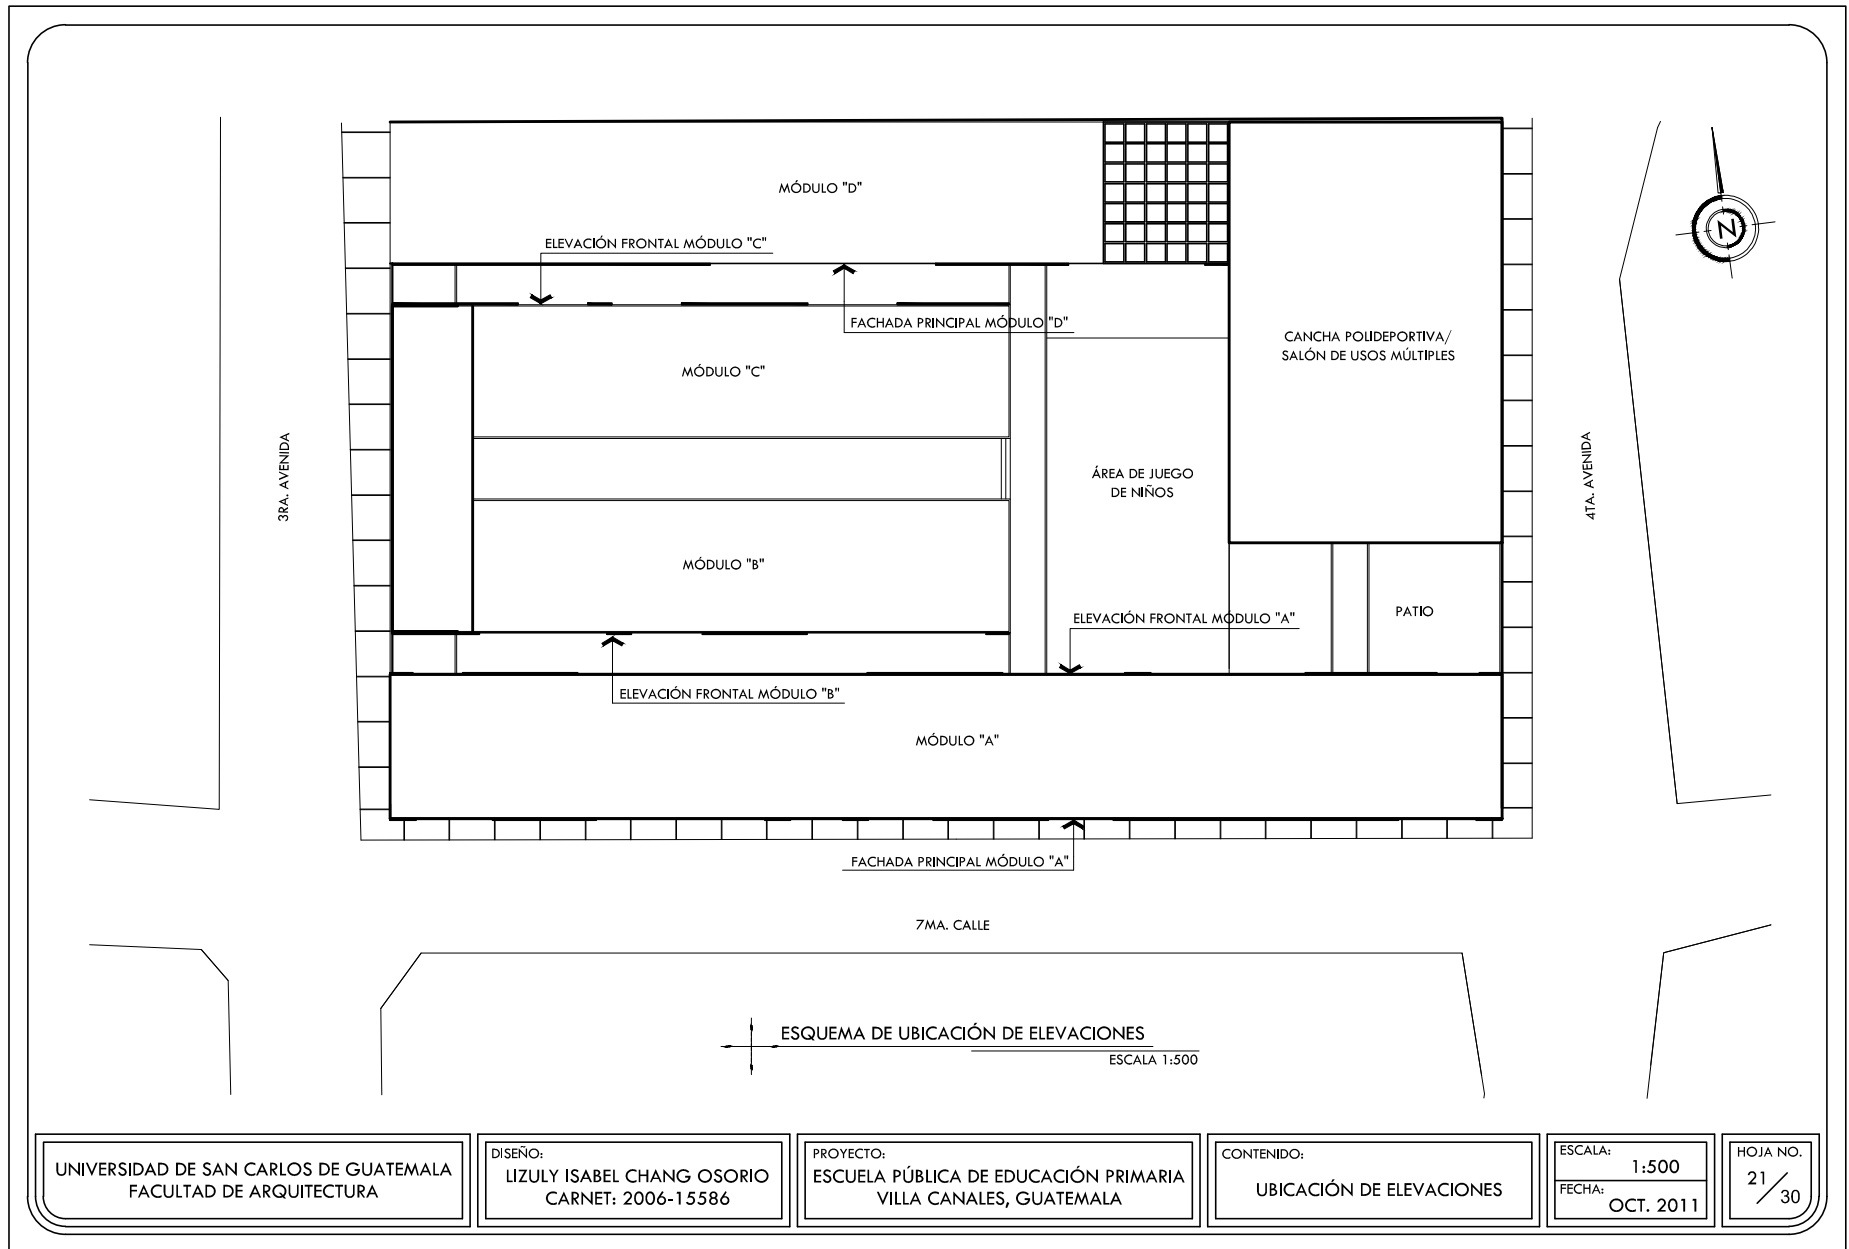 MÓDULO "D"
ELEVACIÓN FRONTAL MÓDULO "C"
FACHADA PRINCIPAL MÓDULO "D"
N
CANCHA POLIDEPORTIVA/
SALÓN DE USOS MÚLTIPLES
MÓDULO "C"
3RA. AVENIDA
ÁREA DE JUEGO
DE NIÑOS
4TA. AVENIDA
MÓDULO "B"
PATIO
ELEVACIÓN FRONTAL MÓDULO "A"
ELEVACIÓN FRONTAL MÓDULO "B"
MÓDULO "A"
FACHADA PRINCIPAL MÓDULO "A"
7MA. CALLE
ESQUEMA DE UBICACIÓN DE ELEVACIONES
ESCALA 1:500
UNIVERSIDAD DE SAN CARLOS DE GUATEMALA
FACULTAD DE ARQUITECTURA
DISEÑO:
LIZULY ISABEL CHANG OSORIO
CARNET: 2006-15586
PROYECTO:
ESCUELA PÚBLICA DE EDUCACIÓN PRIMARIA
VILLA CANALES, GUATEMALA
CONTENIDO:
UBICACIÓN DE ELEVACIONES
ESCALA:
1:500
FECHA:
OCT. 2011
HOJA NO.
21/30